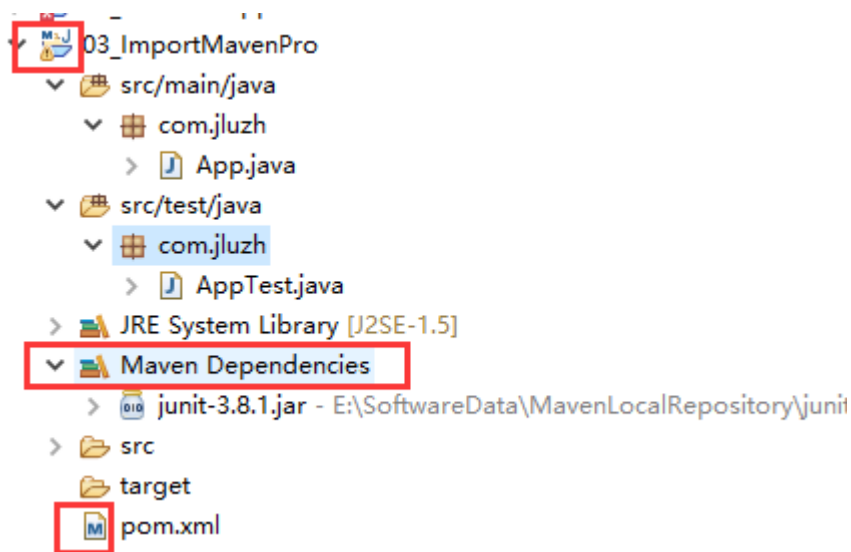 03_ImportMavenPro
src/main/java
com.jluzh
App.java
src/test/java
com.jluzh
AppTest.java
JRE System Library [J2SE-1.5]
Maven Dependencies
junit-3.8.1.jar - E:\SoftwareData\MavenLocalRepository\junit
src
target
pom.xml